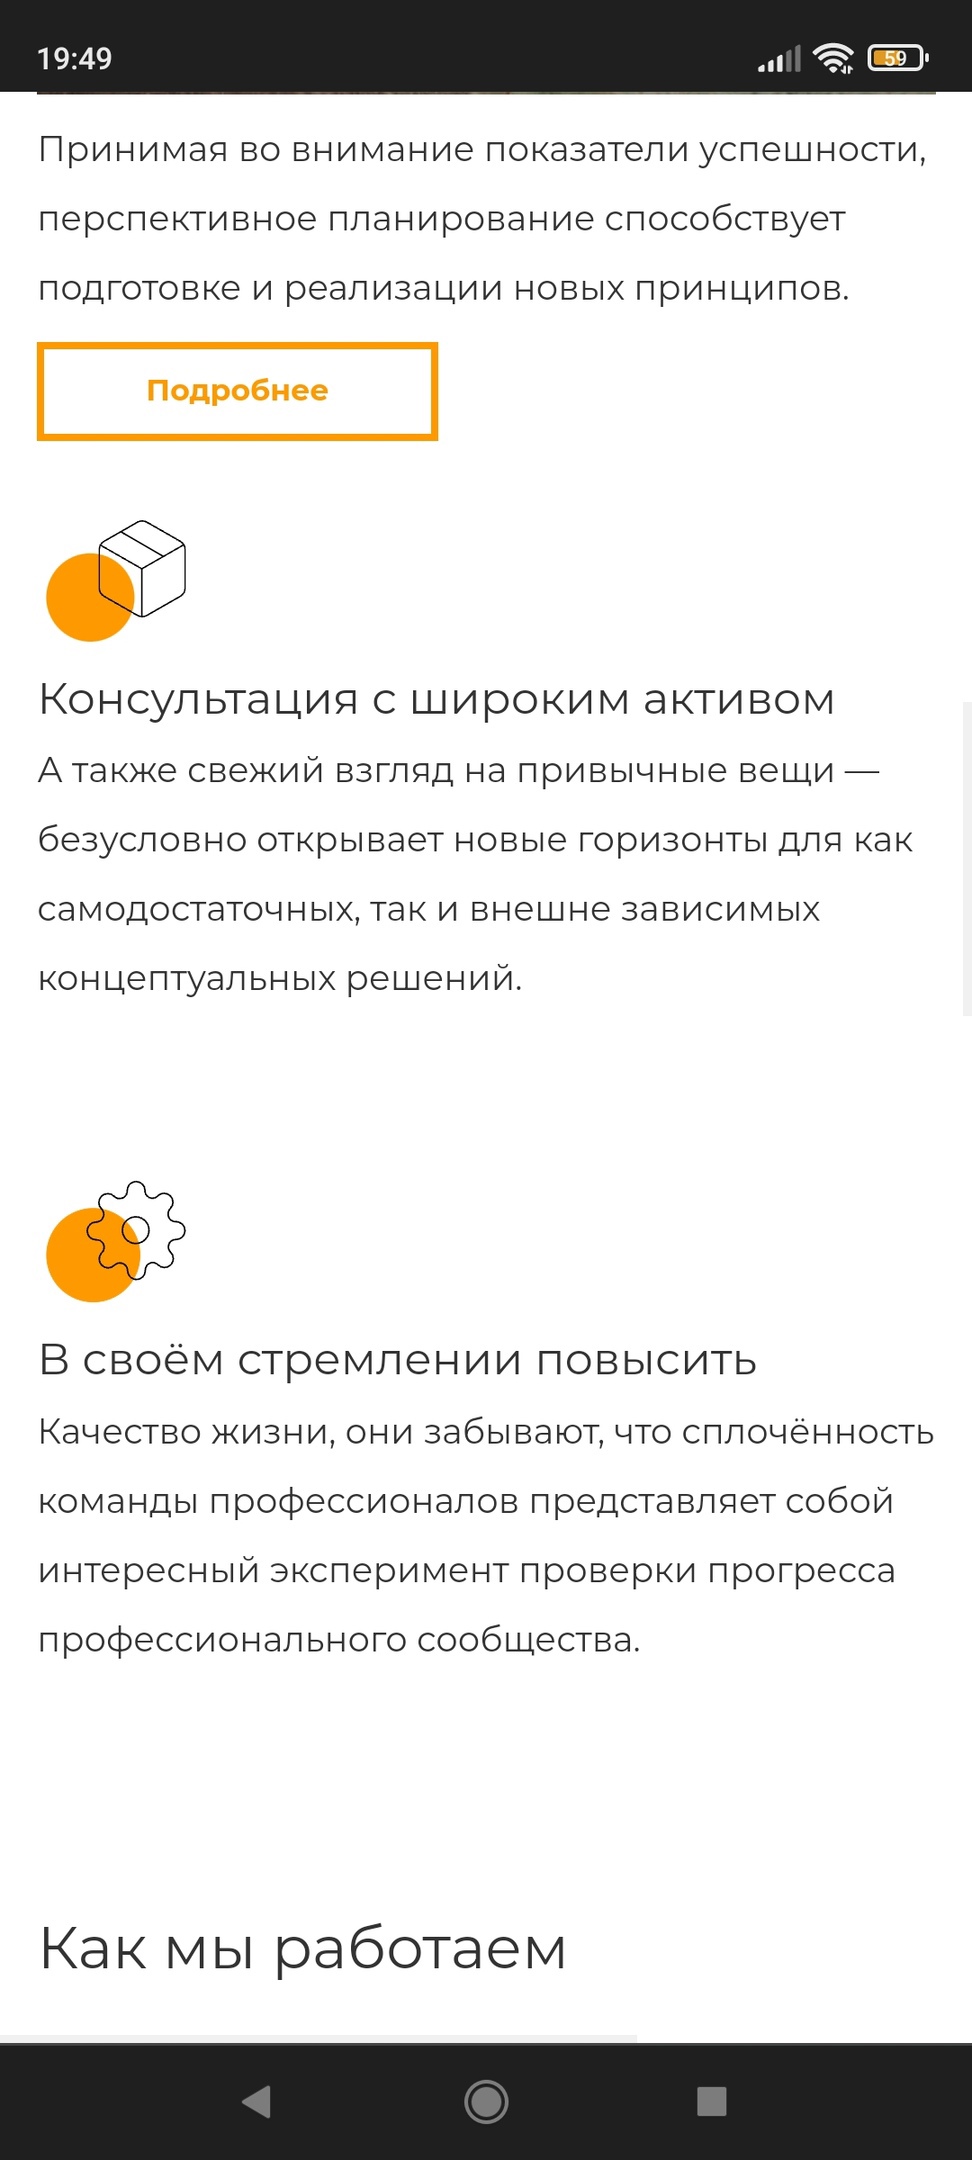 19:49
59
Принимая во внимание показатели успешности,
перспективное планирование способствует
подготовке и реализации новых принципов.
Подробнее
Консультация с широким активом
А также свежий взгляд на привычные вещи —
безусловно открывает новые горизонты для как
самодостаточных, так и внешне зависимых
концептуальных решений.
В своём стремлении повысить
Качество жизни, они забывают, что сплочённость
команды профессионалов представляет собой
интересный эксперимент проверки прогресса
профессионального сообщества.
Как мы работаем